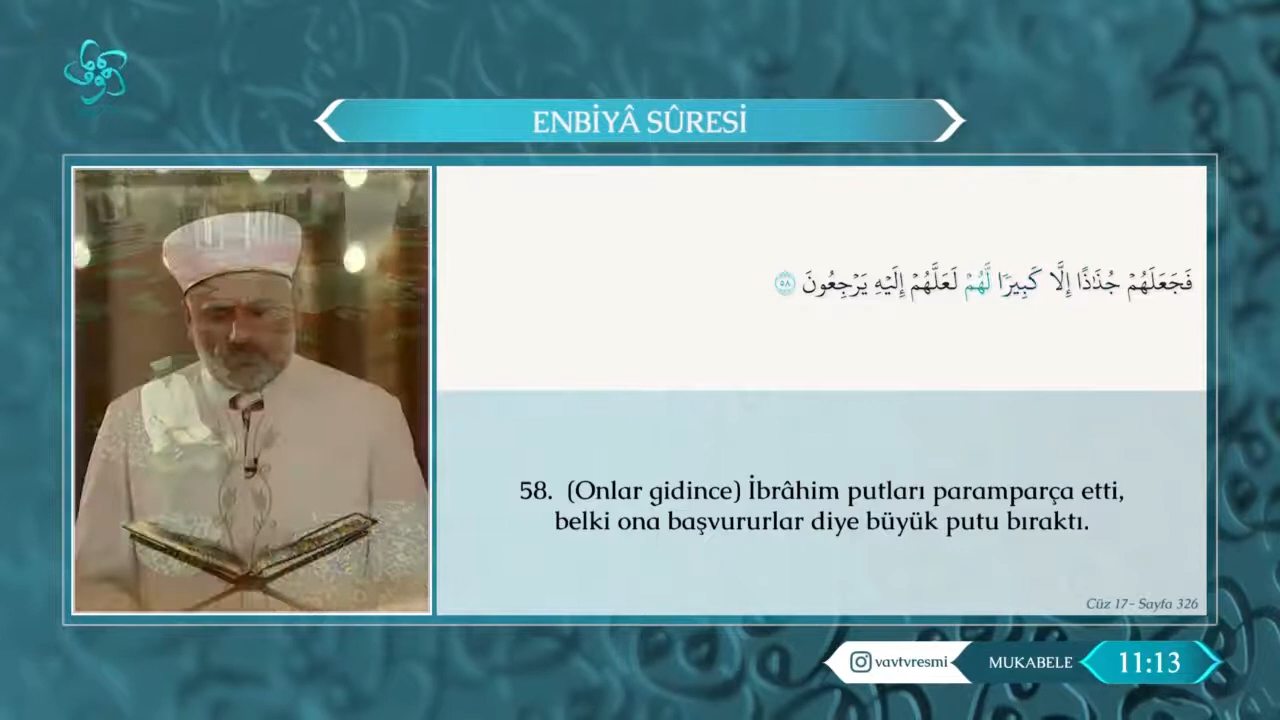 ENBİYÂ SÛRESİ
فَجَعَلَهُمْ جُذَٰذًا إِلَّا كَبِيرًا لَّهُمْ لَعَلَّهُمْ إِلَيْهِ يَرْجِعُونَ ٥٨
58. (Onlar gidince) İbrâhim putları paramparça etti,
belki ona başvururlar diye büyük putu bıraktı.
Cüz 17- Sayfa 326
vavtvresmi MUKABELE 11:13